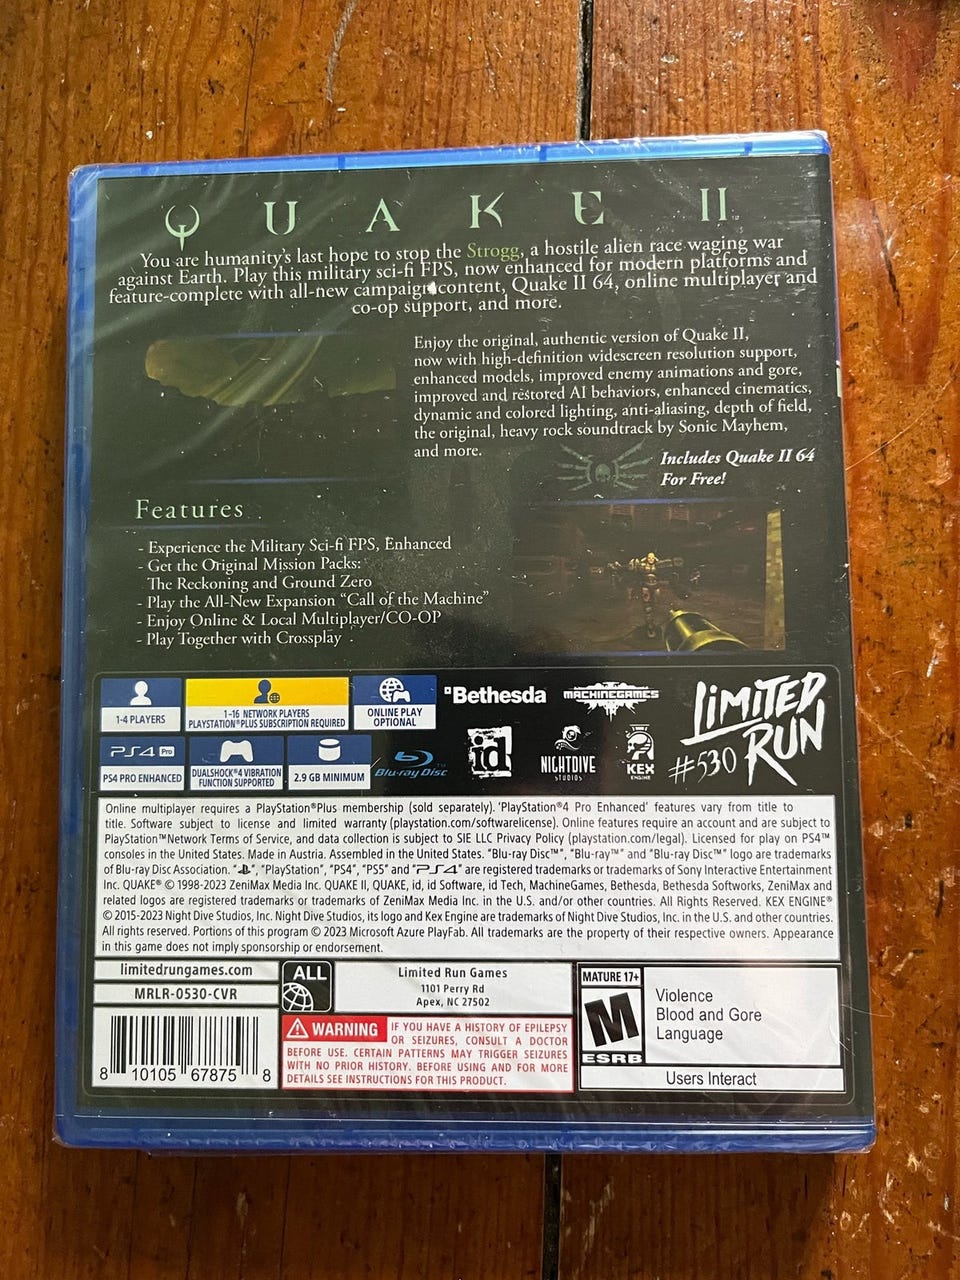 QUAKE II
You are humanity's last hope to stop the Strogg, a hostile alien race waging war
against Earth. Play this military sci-fi FPS, now enhanced for modern platforms and
feature-complete with all-new campaign content, Quake II 64, online multiplayer and
co-op support, and more.
Enjoy the original, authentic version of Quake II,
now with high-definition widescreen resolution support,
enhanced models, improved enemy animations and gore,
improved and restored AI behaviors, enhanced cinematics,
dynamic and colored lighting, anti-aliasing, depth of field,
the original, heavy rock soundtrack by Sonic Mayhem,
and more.
Includes Quake II 64
For Free!
Features
- Experience the Military Sci-fi FPS, Enhanced
- Get the Original Mission Packs:
The Reckoning and Ground Zero
- Play the All-New Expansion “Call of the Machine”
- Enjoy Online & Local Multiplayer/CO-OP
- Play Together with Crossplay
1-4 PLAYERS
1-16 NETWORK PLAYERS
PLAYSTATION®PLUS SUBSCRIPTION REQUIRED
ONLINE PLAY
OPTIONAL
Bethesda
MACHINEGAMES
LIMITED
RUN
#530
PS4 Pro
PS4 PRO ENHANCED
DUALSHOCK®4 VIBRATION
FUNCTION SUPPORTED
2.9 GB MINIMUM
Blu-ray Disc™
id
NIGHTDIVE
STUDIOS
KEX
ENGINE
Online multiplayer requires a PlayStation®Plus membership (sold separately). 'PlayStation®4 Pro Enhanced' features vary from title to
title. Software subject to license and limited warranty (playstation.com/softwarelicense). Online features require an account and are subject to
PlayStation™Network Terms of Service, and data collection is subject to SIE LLC Privacy Policy (playstation.com/legal). Licensed for play on PS4™
consoles in the United States. Made in Austria. Assembled in the United States. “Blu-ray Disc™”, “Blu-ray™” and “Blu-ray Disc™” logo are trademarks
of Blu-ray Disc Association. “ ”, “PlayStation”, “PS4”, “PS5” and “PS4” are registered trademarks or trademarks of Sony Interactive Entertainment
Inc. QUAKE® © 1998-2023 ZeniMax Media Inc. QUAKE II, QUAKE, id, id Software, id Tech, MachineGames, Bethesda, Bethesda Softworks, ZeniMax and
related logos are registered trademarks or trademarks of ZeniMax Media Inc. in the U.S. and/or other countries. All Rights Reserved. KEX ENGINE®
© 2015-2023 Night Dive Studios, Inc. Night Dive Studios, its logo and Kex Engine are trademarks of Night Dive Studios, Inc. in the U.S. and other countries.
All rights reserved. Portions of this program © 2023 Microsoft Azure PlayFab. All trademarks are the property of their respective owners. Appearance
in this game does not imply sponsorship or endorsement.
limitedrungames.com
MRLR-0530-CVR
ALL
Limited Run Games
1101 Perry Rd
Apex, NC 27502
8 10105 67875 8
WARNING IF YOU HAVE A HISTORY OF EPILEPSY
OR SEIZURES, CONSULT A DOCTOR
BEFORE USE. CERTAIN PATTERNS MAY TRIGGER SEIZURES
WITH NO PRIOR HISTORY. BEFORE USING AND FOR MORE
DETAILS SEE INSTRUCTIONS FOR THIS PRODUCT.
MATURE 17+
M
ESRB
Violence
Blood and Gore
Language
Users Interact